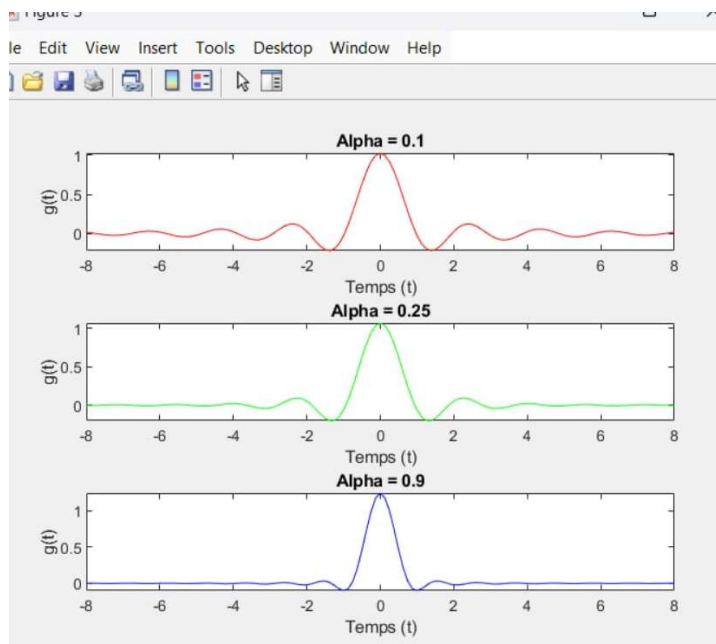 Edit View Insert Tools Desktop Window Help
Alpha = 0.1
1
0.5
0
g(t)
-8 -6 -4 -2 0 2 4 6 8
Temps (t)
Alpha = 0.25
1
0.5
0
g(t)
-8 -6 -4 -2 0 2 4 6 8
Temps (t)
Alpha = 0.9
1
0.5
0
g(t)
-8 -6 -4 -2 0 2 4 6 8
Temps (t)